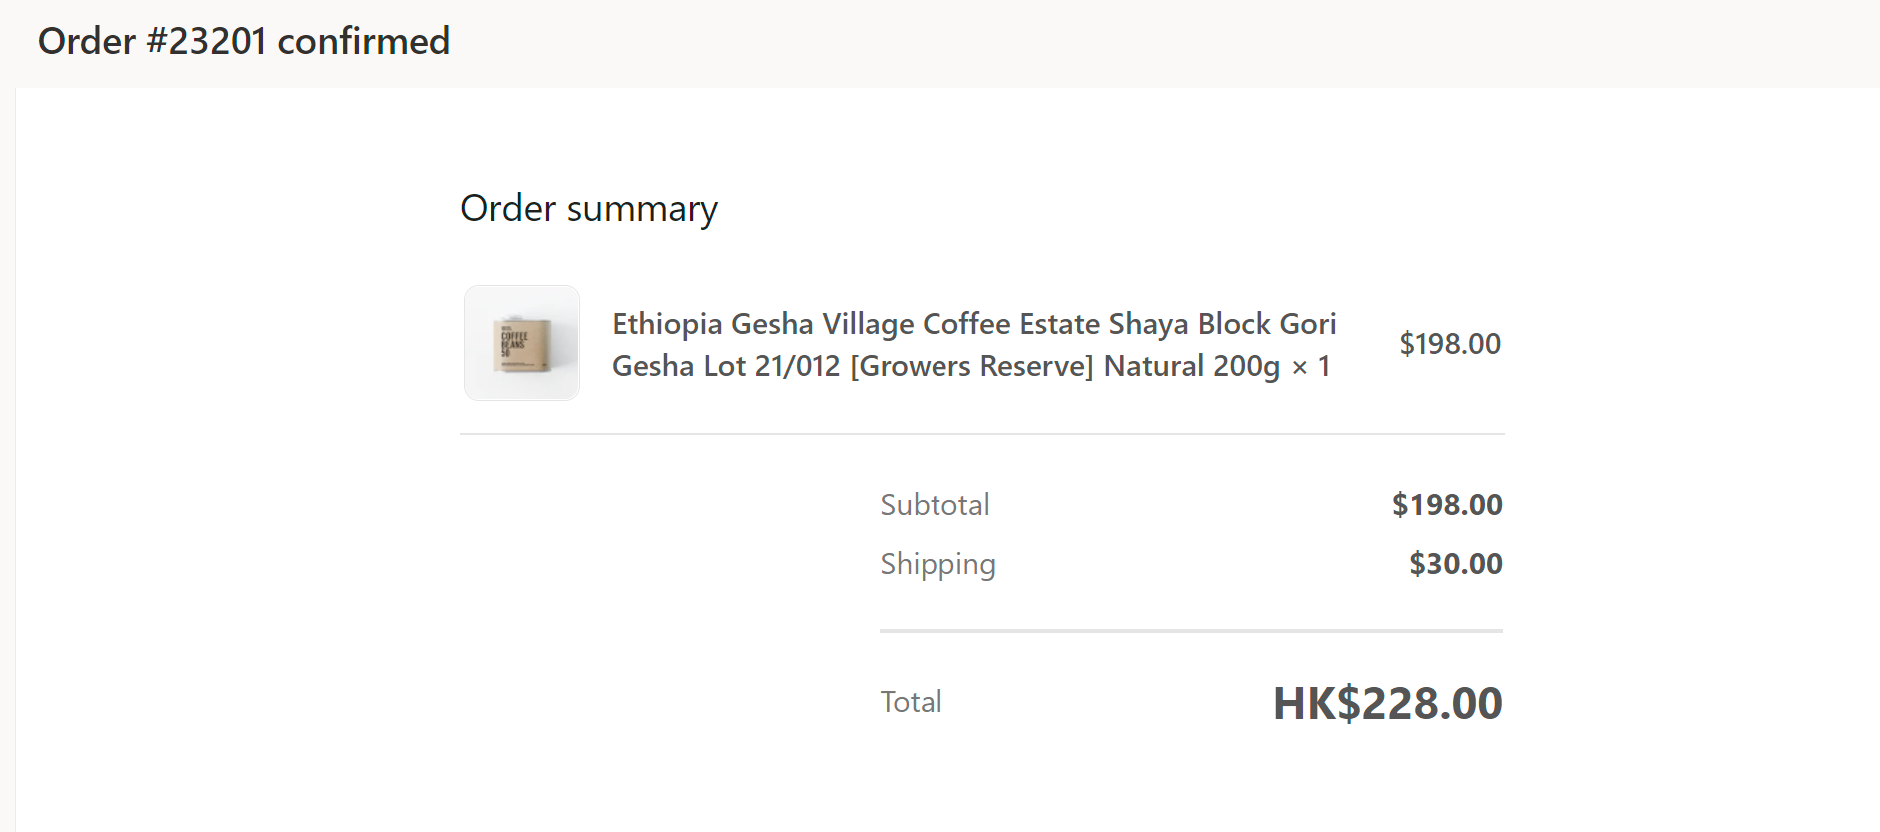 Order #23201 confirmed
Order summary
COFFEE
BEANS
Ethiopia Gesha Village Coffee Estate Shaya Block Gori
Gesha Lot 21/012 [Growers Reserve] Natural 200g × 1
$198.00
Subtotal $198.00
Shipping $30.00
Total HK$228.00